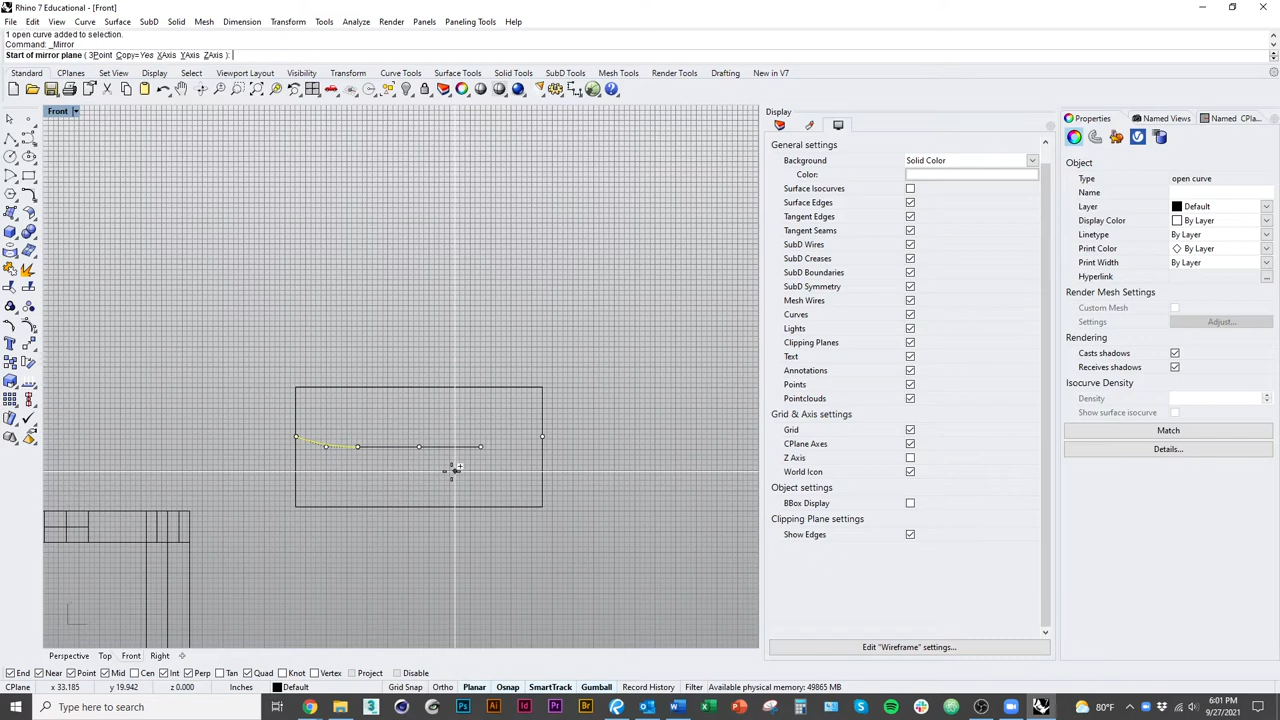 Rhino 7 Educational - [Front]
File Edit View Curve Surface SubD Solid Mesh Dimension Transform Tools Analyze Render Panels Paneling Tools Help
1 open curve added to selection.
Command: _Mirror
Start of mirror plane ( 3Point Copy=Yes XAxis YAxis ZAxis ):
Standard CPlanes Set View Display Select Viewport Layout Visibility Transform Curve Tools Surface Tools Solid Tools SubD Tools Mesh Tools Render Tools Drafting New in V7
Front
Display
General settings
Background Solid Color
Color:
Surface Isocurves
Surface Edges
Tangent Edges
Tangent Seams
SubD Wires
SubD Creases
SubD Boundaries
SubD Symmetry
Mesh Wires
Curves
Lights
Clipping Planes
Text
Annotations
Points
Pointclouds
Grid & Axis settings
Grid
CPlane Axes
Z Axis
World Icon
Object settings
BBox Display
Clipping Plane settings
Show Edges
Edit "Wireframe" settings...
Properties Named Views Named CPla...
Object
Type open curve
Name
Layer Default
Display Color By Layer
Linetype By Layer
Print Color By Layer
Print Width By Layer
Hyperlink ...
Render Mesh Settings
Custom Mesh
Settings Adjust...
Rendering
Casts shadows
Receives shadows
Isocurve Density
Density
Show surface isocurve
Match
Details...
Perspective Top Front Right
End Near Point Mid Cen Int Perp Tan Quad Knot Vertex Project Disable
CPlane x 33.185 y 19.942 z 0.000 Inches Default Grid Snap Ortho Planar Osnap SmartTrack Gumball Record History Filter Available physical memory: 49865 MB
Type here to search
80°F
6:01 PM
9/27/2021